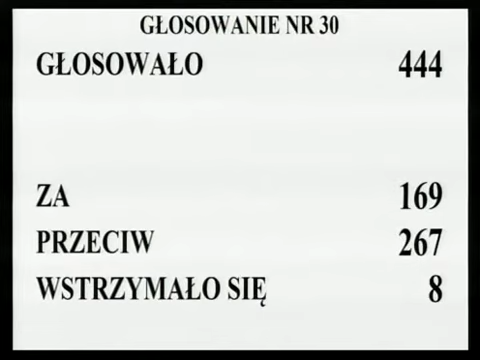 GŁOSOWANIE NR 30
GŁOSOWAŁO 444
ZA 169
PRZECIW 267
WSTRZYMAŁO SIĘ 8